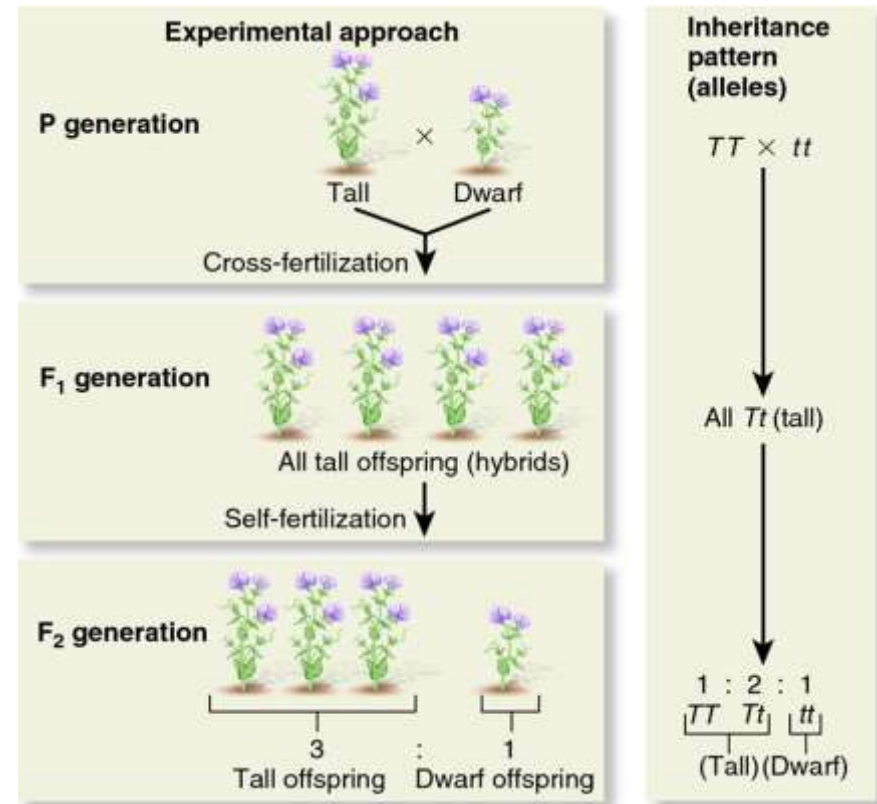 Experimental approach
P generation
×
Tall
Dwarf
Cross-fertilization
F1 generation
All tall offspring (hybrids)
Self-fertilization
F2 generation
3 : 1
Tall offspring Dwarf offspring
Inheritance
pattern
(alleles)
TT × tt
All Tt (tall)
1 : 2 : 1
TT Tt tt
(Tall) (Dwarf)